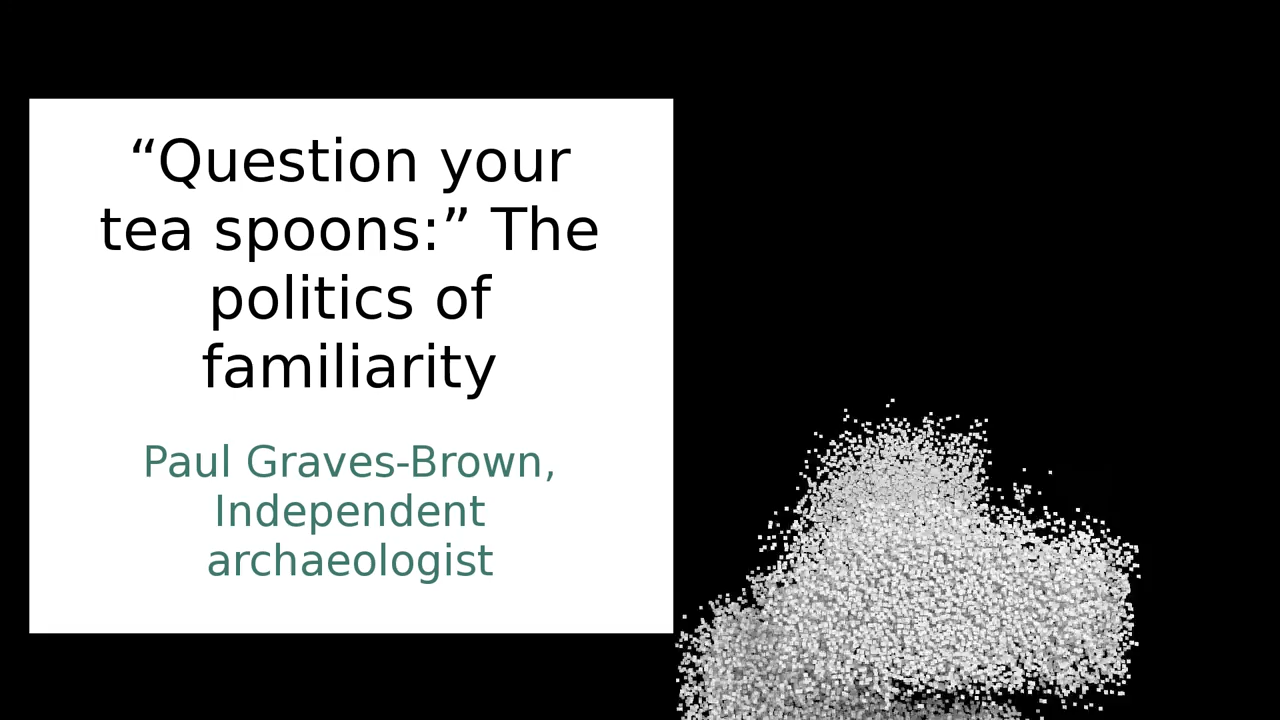 “Question your
tea spoons:” The
politics of
familiarity
Paul Graves-Brown,
Independent
archaeologist